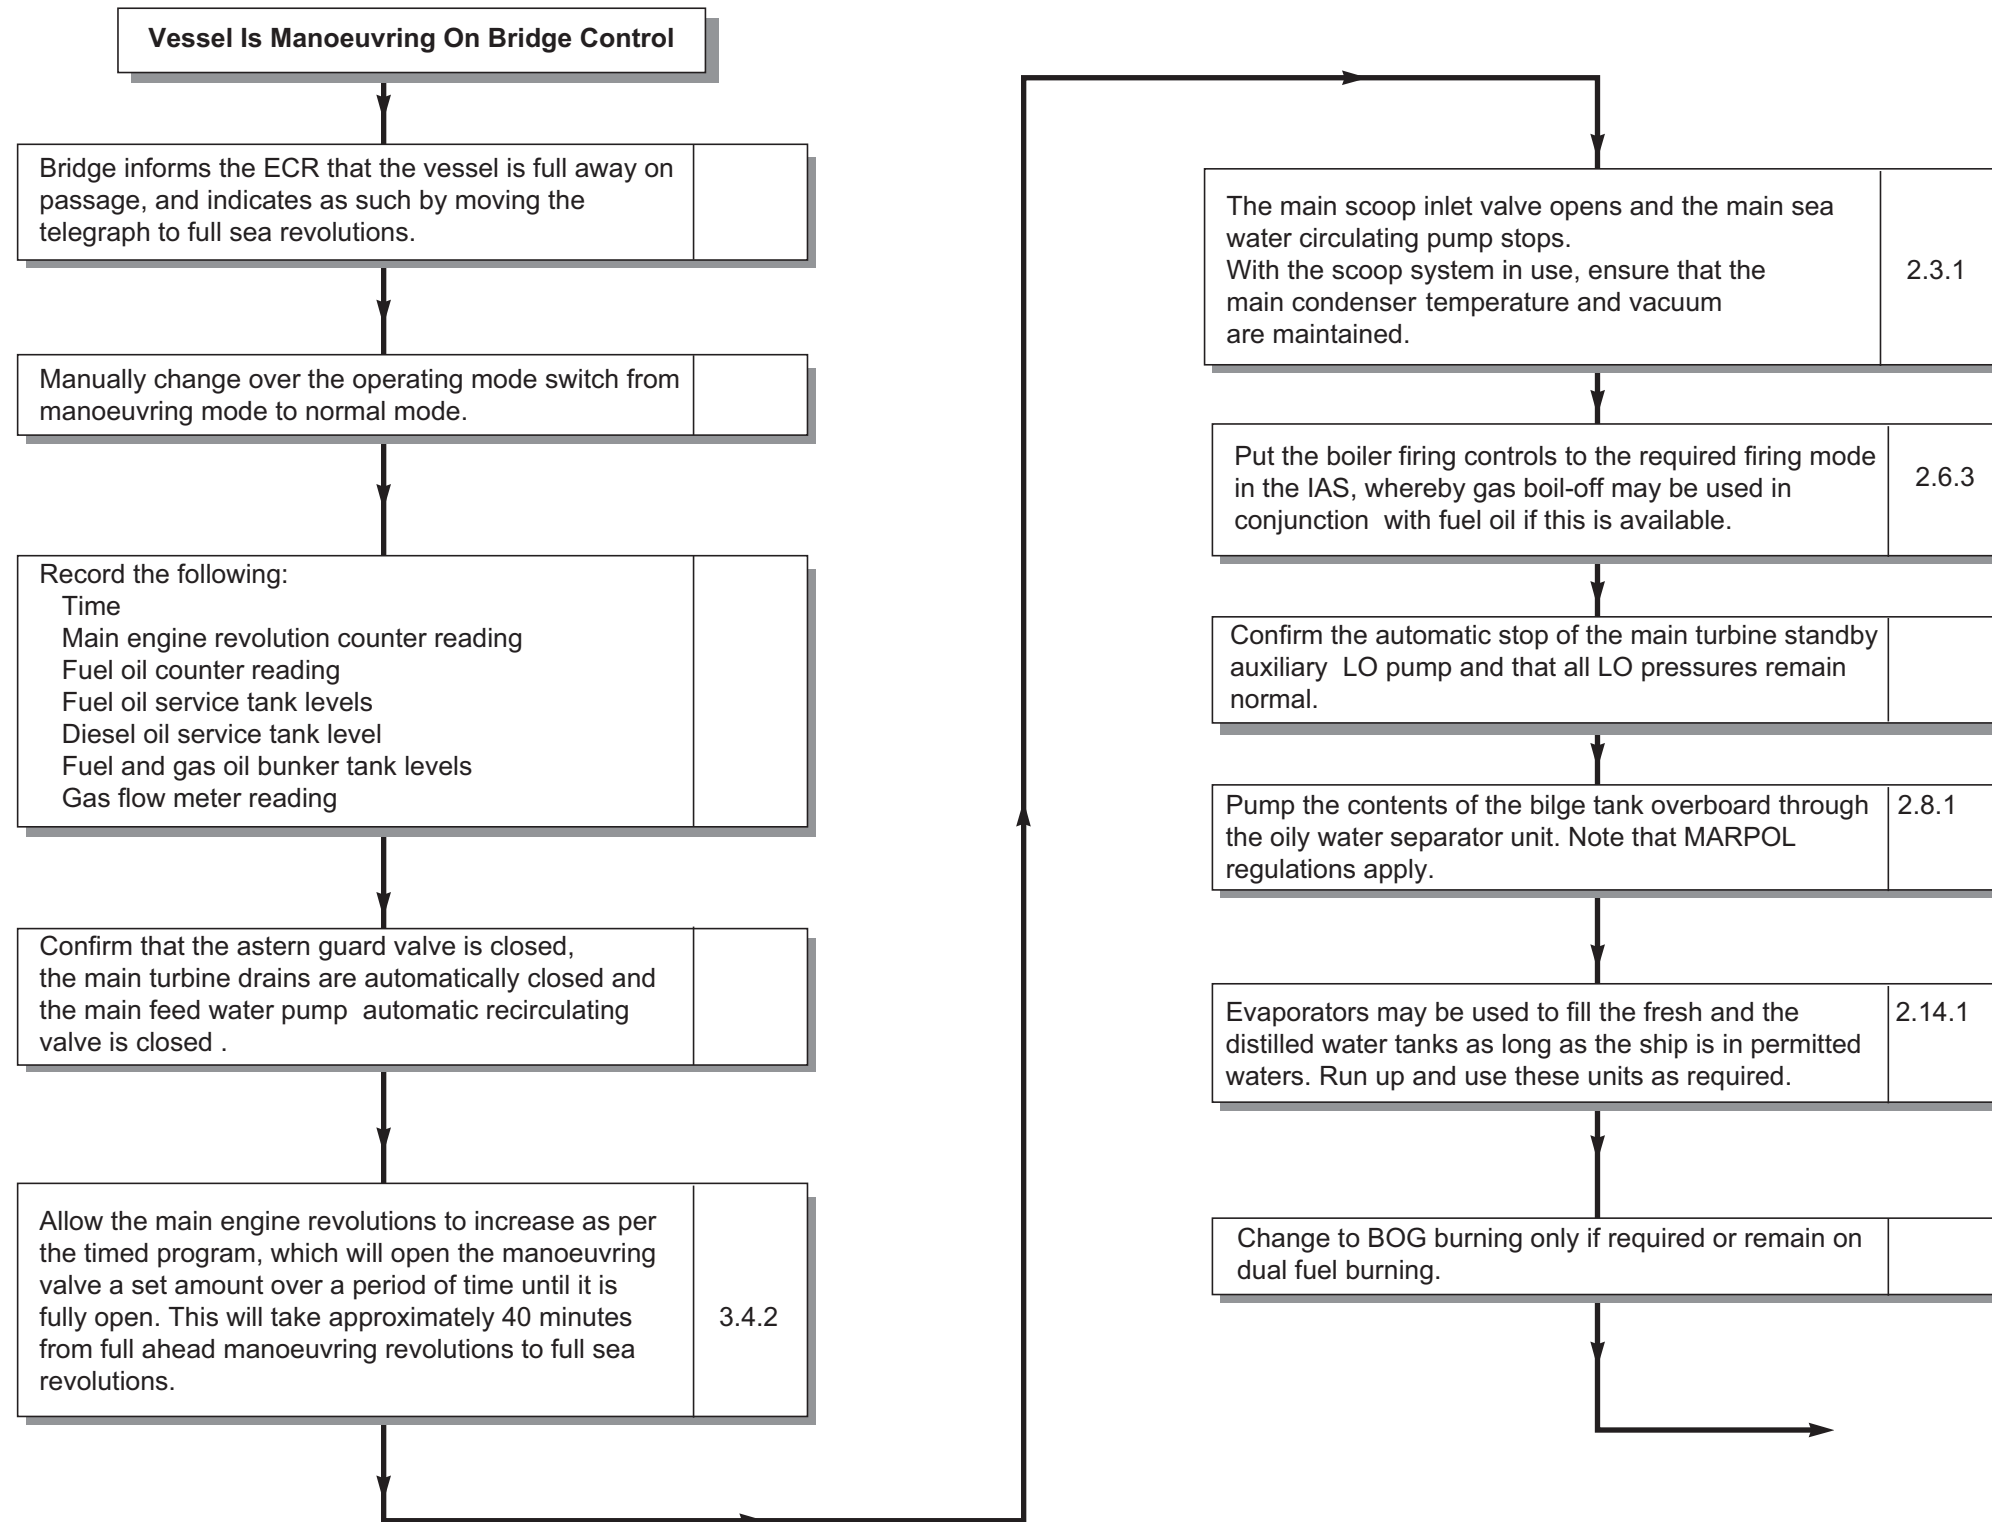 Vessel Is Manoeuvring On Bridge Control
Bridge informs the ECR that the vessel is full away on
passage, and indicates as such by moving the
telegraph to full sea revolutions.
Manually change over the operating mode switch from
manoeuvring mode to normal mode.
Record the following:
Time
Main engine revolution counter reading
Fuel oil counter reading
Fuel oil service tank levels
Diesel oil service tank level
Fuel and gas oil bunker tank levels
Gas flow meter reading
Confirm that the astern guard valve is closed,
the main turbine drains are automatically closed and
the main feed water pump automatic recirculating
valve is closed .
Allow the main engine revolutions to increase as per
the timed program, which will open the manoeuvring
valve a set amount over a period of time until it is
fully open. This will take approximately 40 minutes
from full ahead manoeuvring revolutions to full sea
revolutions.
3.4.2
The main scoop inlet valve opens and the main sea
water circulating pump stops.
With the scoop system in use, ensure that the
main condenser temperature and vacuum
are maintained.
2.3.1
Put the boiler firing controls to the required firing mode
in the IAS, whereby gas boil-off may be used in
conjunction with fuel oil if this is available.
2.6.3
Confirm the automatic stop of the main turbine standby
auxiliary LO pump and that all LO pressures remain
normal.
Pump the contents of the bilge tank overboard through
the oily water separator unit. Note that MARPOL
regulations apply.
2.8.1
Evaporators may be used to fill the fresh and the
distilled water tanks as long as the ship is in permitted
waters. Run up and use these units as required.
2.14.1
Change to BOG burning only if required or remain on
dual fuel burning.